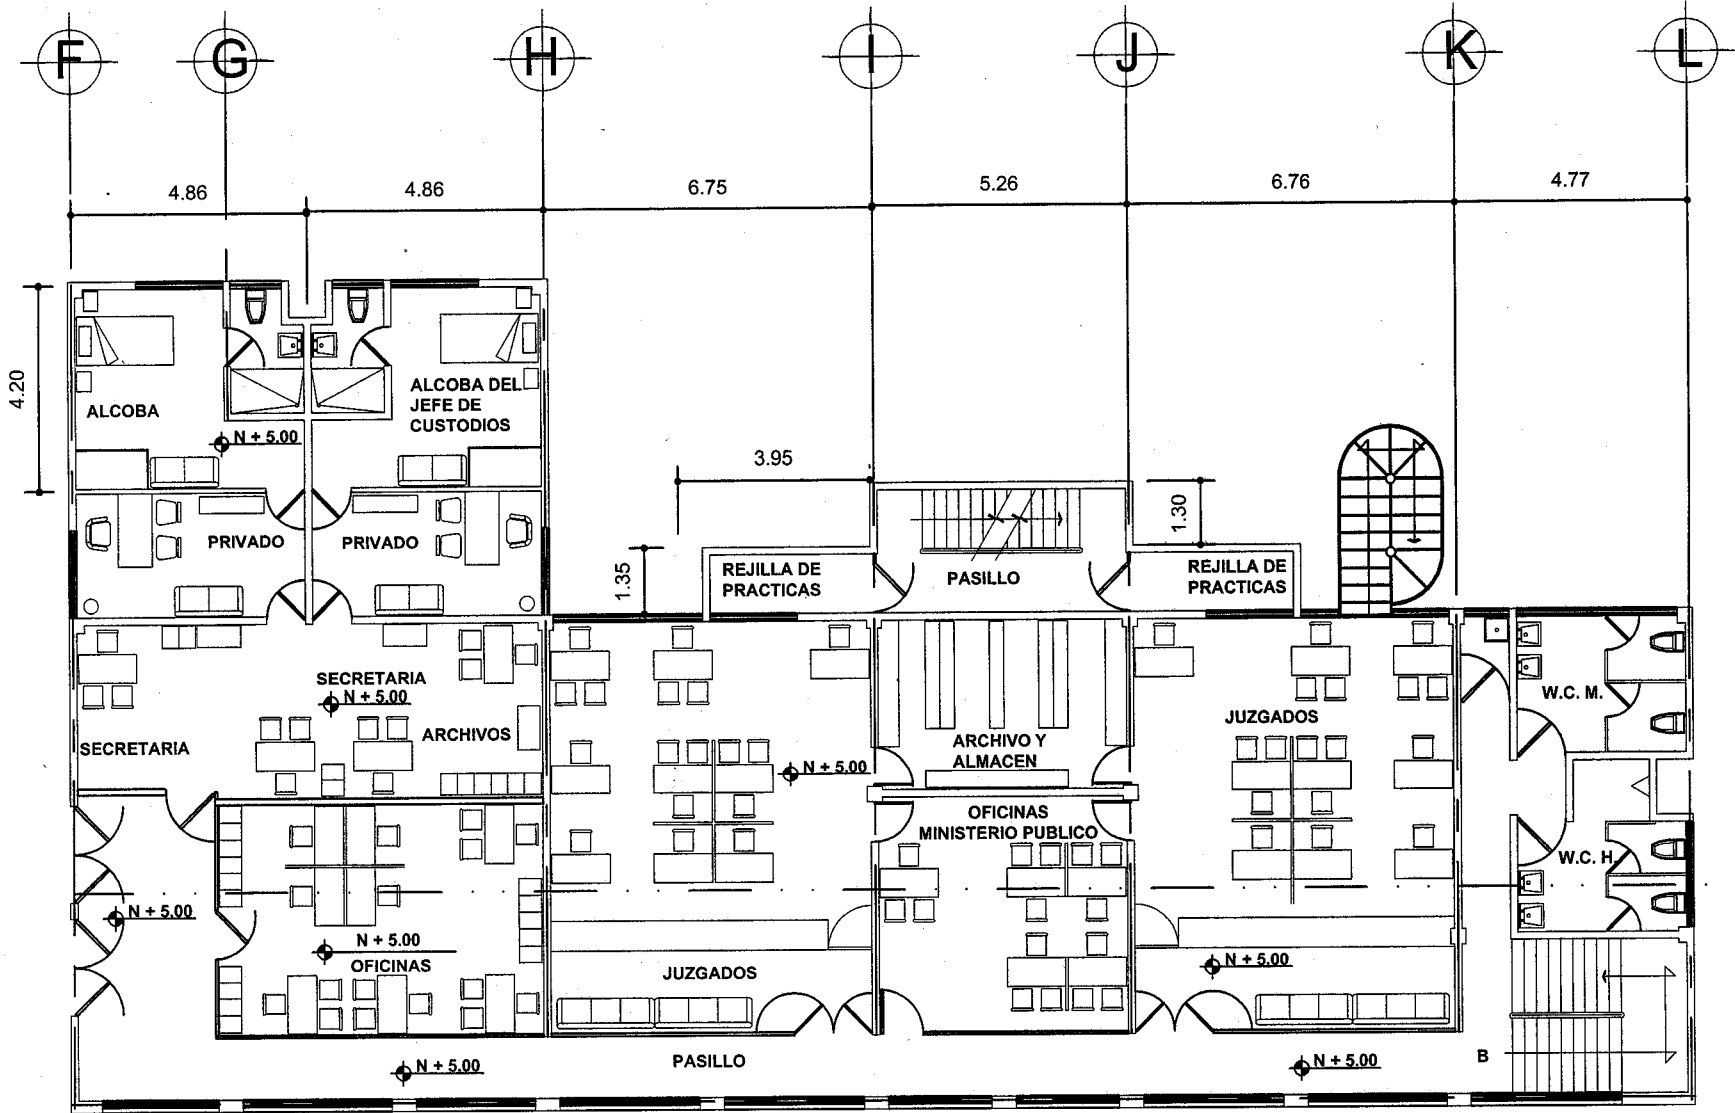 F G H I J K L
4.86 4.86 6.75 5.26 6.76 4.77
4.20
ALCOBA
ALCOBA DEL
JEFE DE
CUSTODIOS
N + 5.00
3.95
1.30
1.35
PRIVADO
PRIVADO
REJILLA DE
PRACTICAS
PASILLO
REJILLA DE
PRACTICAS
SECRETARIA
N + 5.00
SECRETARIA
ARCHIVOS
W.C. M.
JUZGADOS
ARCHIVO Y
ALMACEN
N + 5.00
OFICINAS
MINISTERIO PUBLICO
W.C. H.
N + 5.00
N + 5.00
OFICINAS
JUZGADOS
N + 5.00
PASILLO
N + 5.00
N + 5.00
B